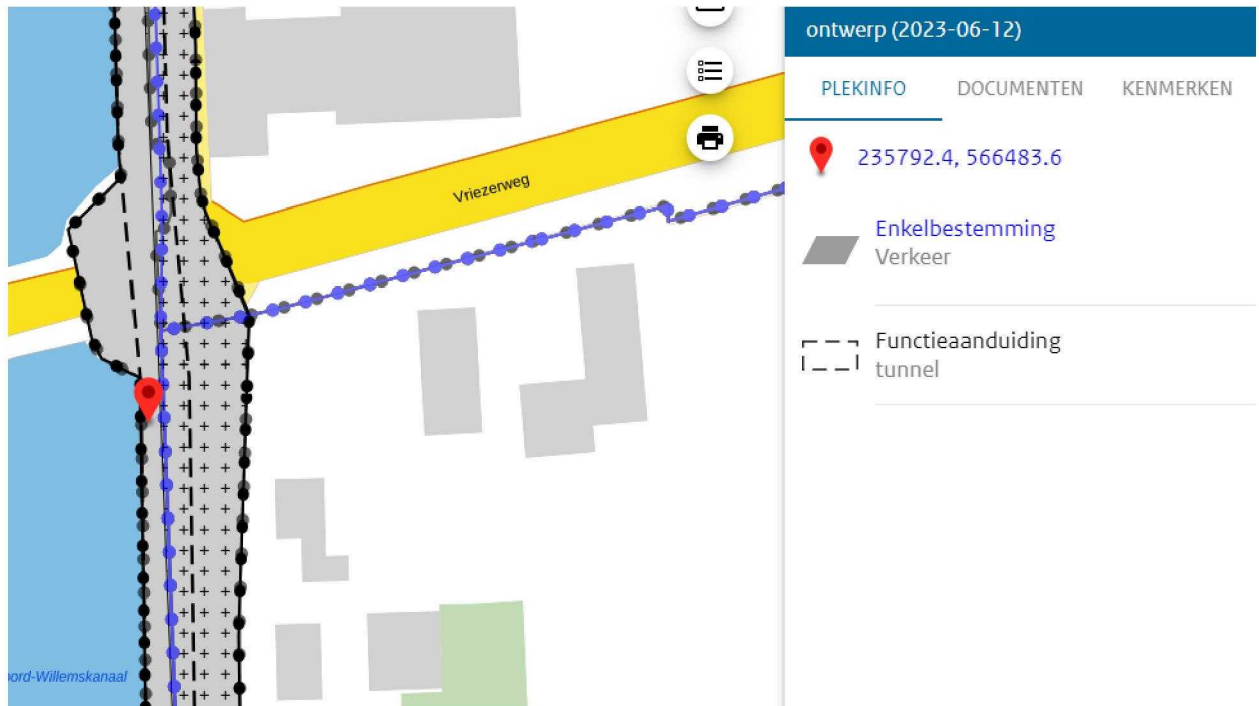 ontwerp (2023-06-12)
PLEKINFO DOCUMENTEN KENMERKEN
235792.4, 566483.6
Enkelbestemming
Verkeer
Functieaanduiding
tunnel
Vriezerweg
oord-Willemskanaal